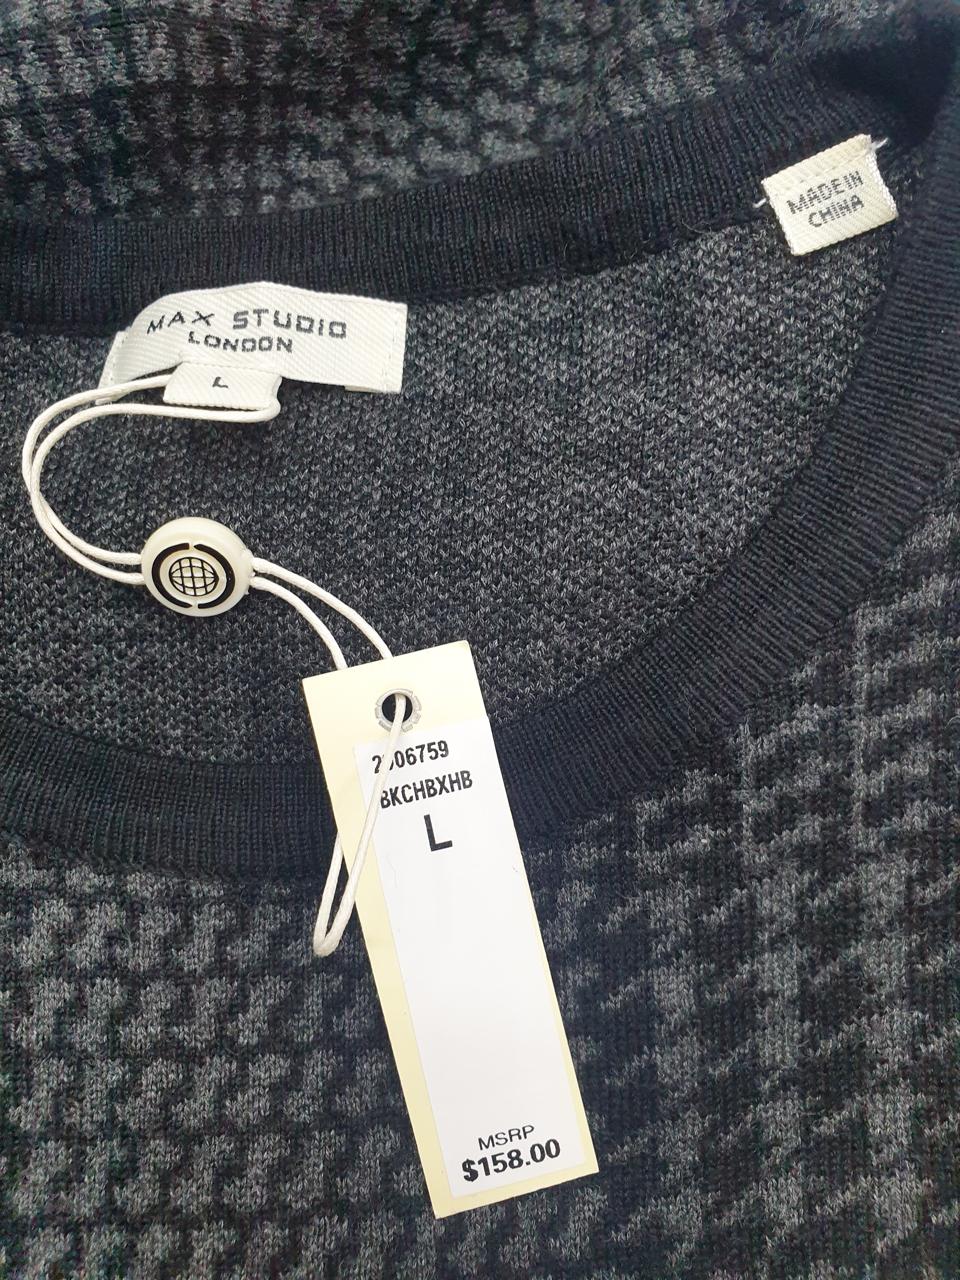 MADE IN
CHINA
MAX STUDIO
LONDON
L
BKCHBXHB
L
MSRP
$158.00